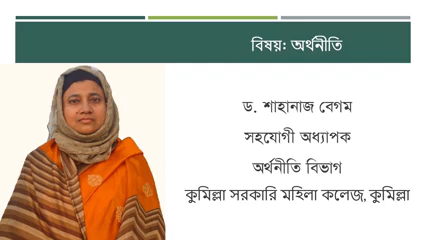 বিষয়: অর্থনীতি
ড. শাহানাজ বেগম
সহযোগী অধ্যাপক
অর্থনীতি বিভাগ
কুমিল্লা সরকারি মহিলা কলেজ, কুমিল্লা